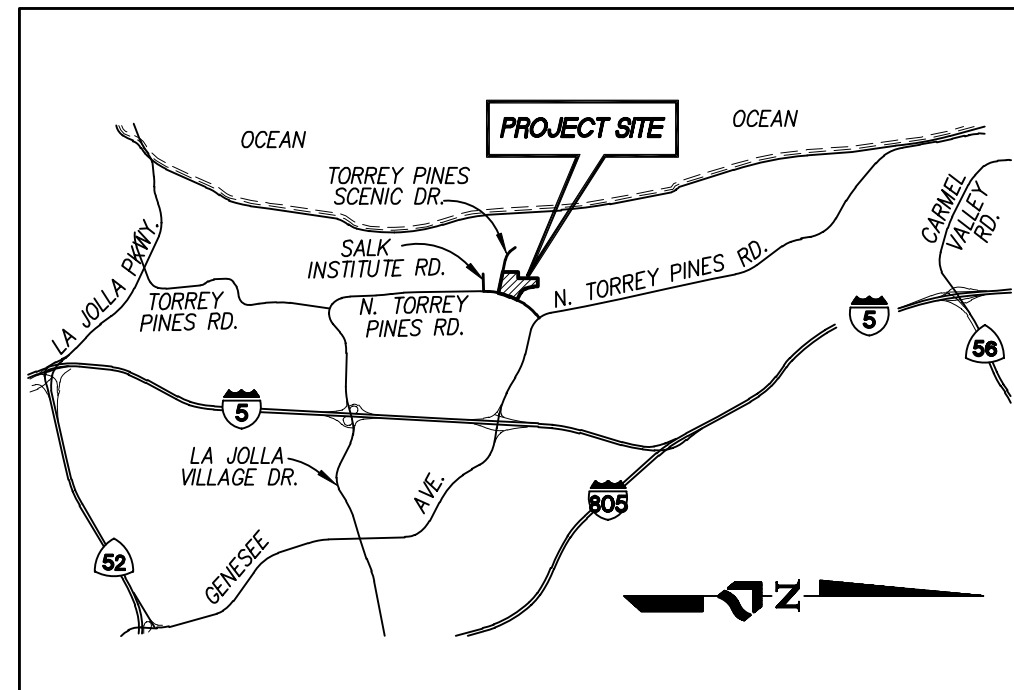 OCEAN
PROJECT SITE
OCEAN
TORREY PINES
SCENIC DR.
SALK
INSTITUTE RD.
CARMEL
VALLEY
RD.
LA JOLLA PKWY.
TORREY
PINES RD.
N. TORREY
PINES RD.
N. TORREY PINES RD.
5
56
5
LA JOLLA
VILLAGE DR.
GENESEE
AVE.
805
52
N